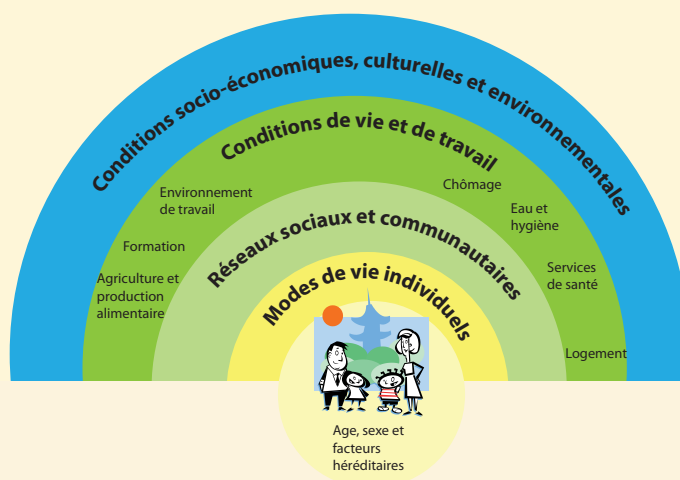 Conditions socio-économiques, culturelles et environnementales
Conditions de vie et de travail
Agriculture et
production
alimentaire
Formation
Environnement
de travail
Chômage
Eau et
hygiène
Services
de santé
Logement
Réseaux sociaux et communautaires
Modes de vie individuels
Age, sexe et
facteurs
héréditaires